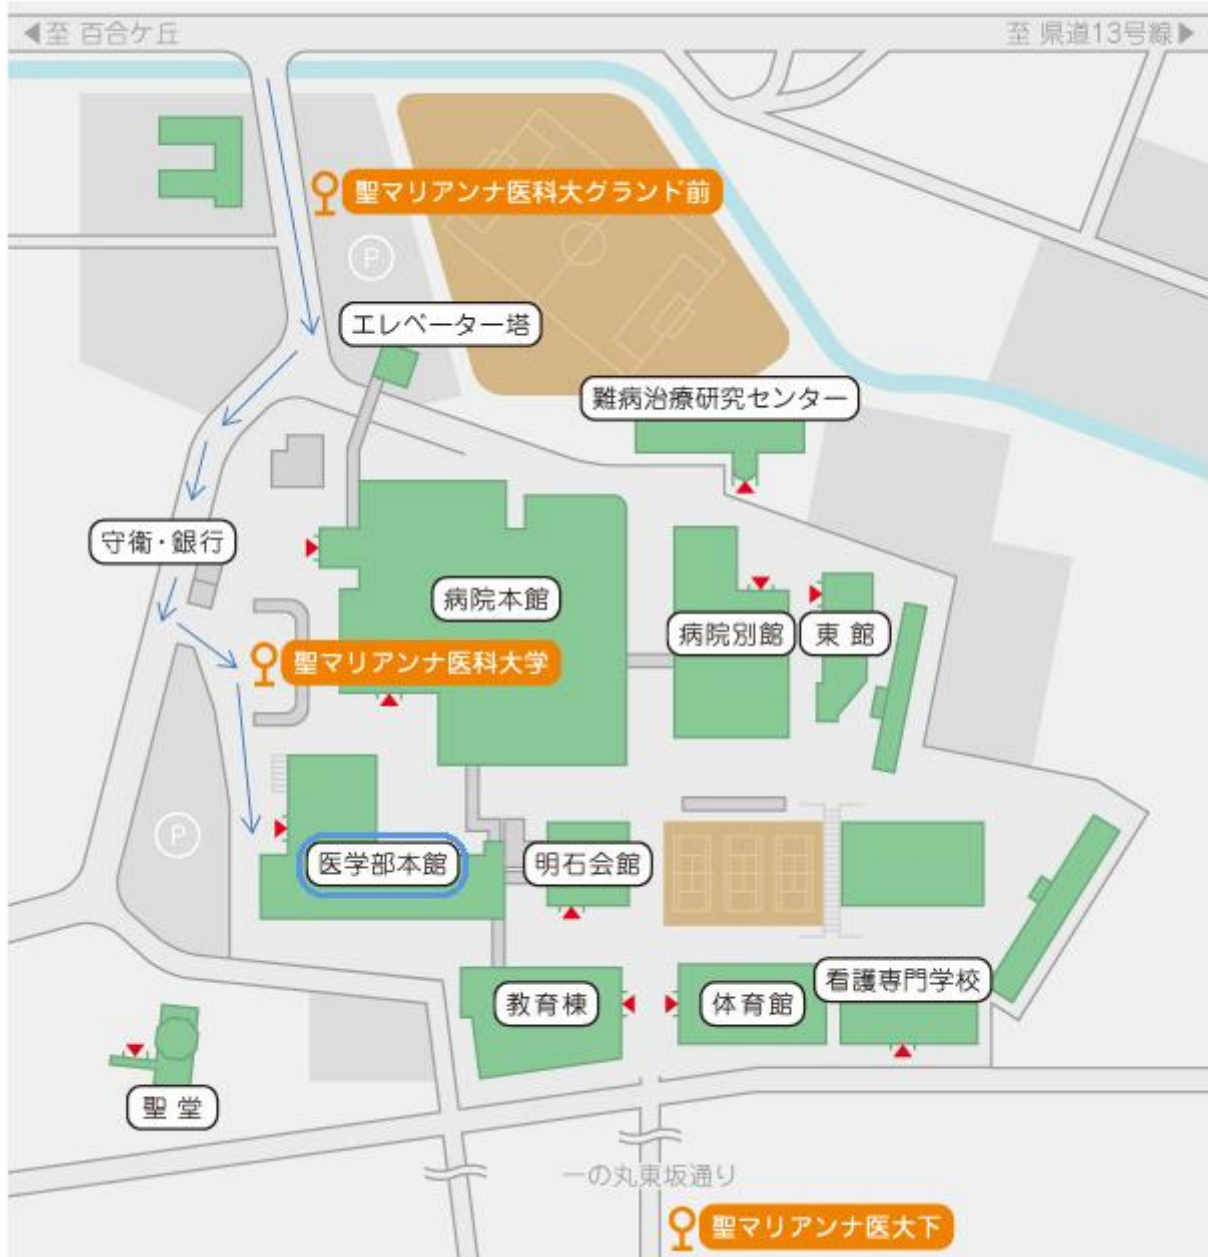 至 百合ケ丘
至 県道13号線
聖マリアンナ医科大グランド前
P
エレベーター塔
難病治療研究センター
守衛・銀行
病院本館
病院別館
東館
聖マリアンナ医科大学
P
医学部本館
明石会館
看護専門学校
教育棟
体育館
聖堂
一の丸東坂通り
聖マリアンナ医大下